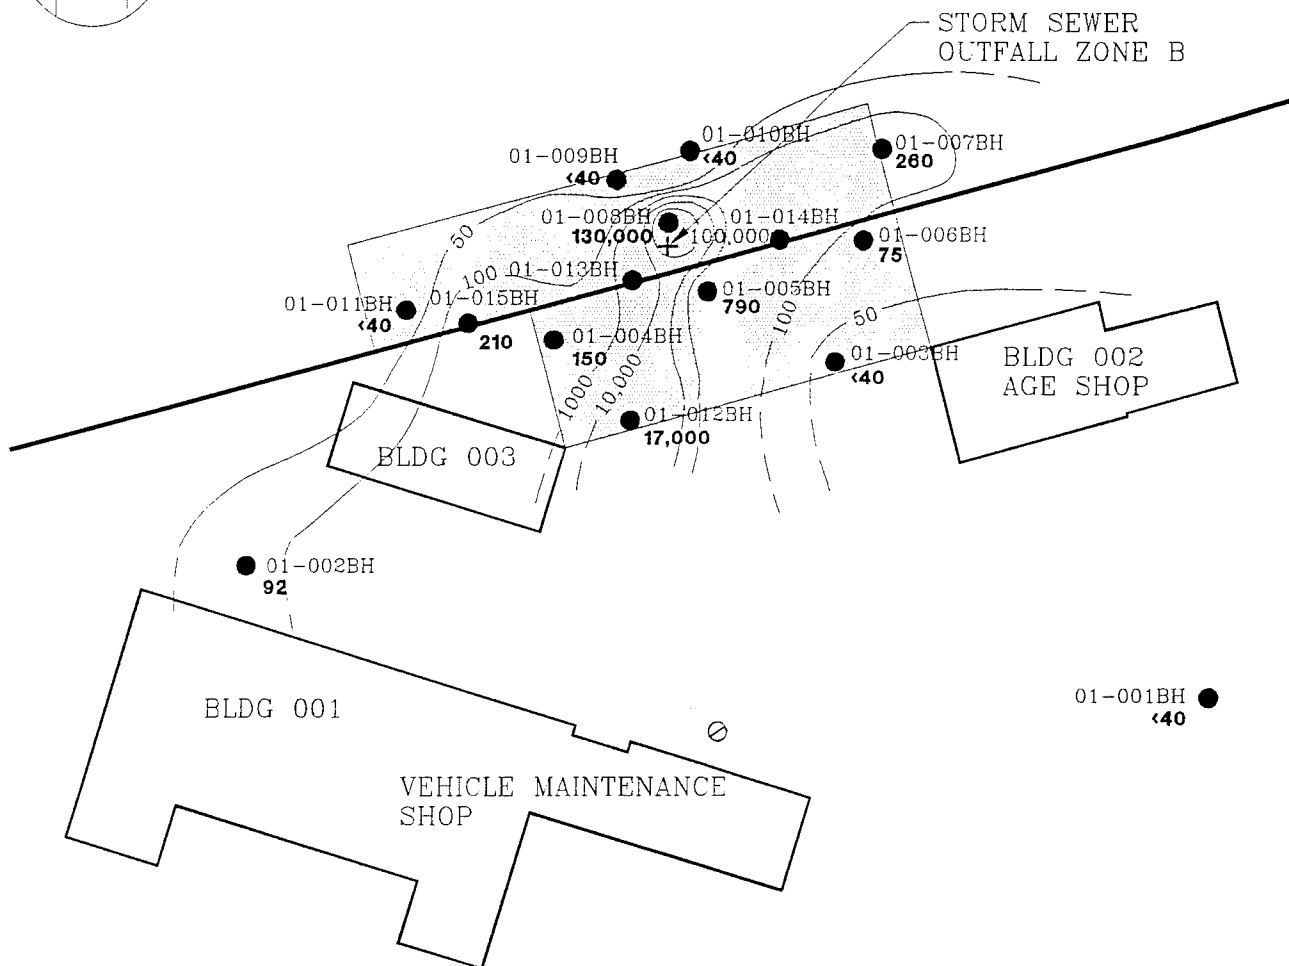 STORM SEWER
OUTFALL ZONE B
01-010BH
<40
01-007BH
260
01-009BH
<40
01-008BH
130,000
100,000
01-014BH
01-006BH
75
50
100
01-013BH
01-005BH
790
01-011BH
<40
01-015BH
210
01-004BH
150
100
50
01-003BH
<40
BLDG 002
AGE SHOP
1000
10,000
01-012BH
17,000
BLDG 003
01-002BH
92
01-001BH
<40
BLDG 001
VEHICLE MAINTENANCE
SHOP